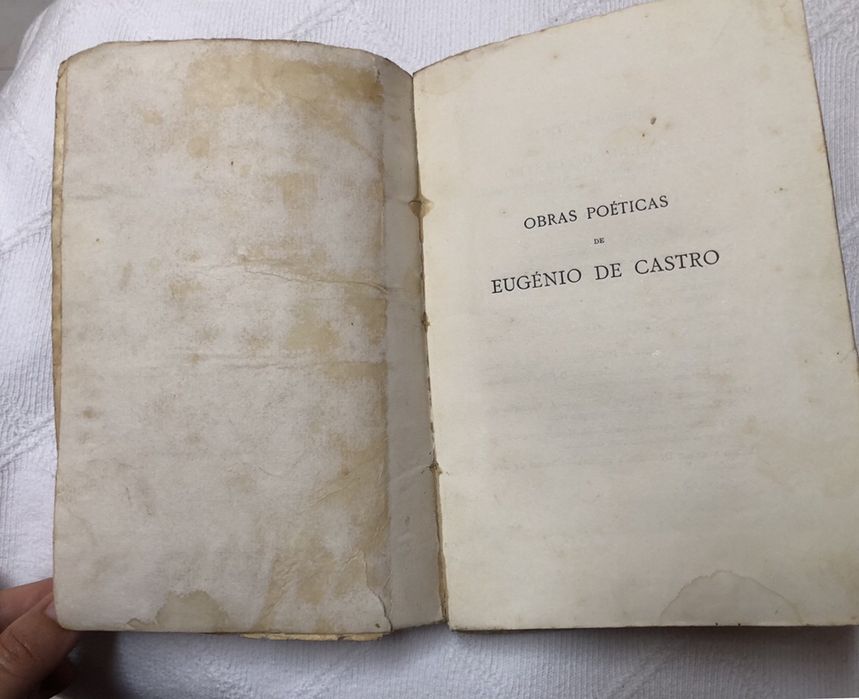 OBRAS POÉTICAS
DE
EUGÉNIO DE CASTRO